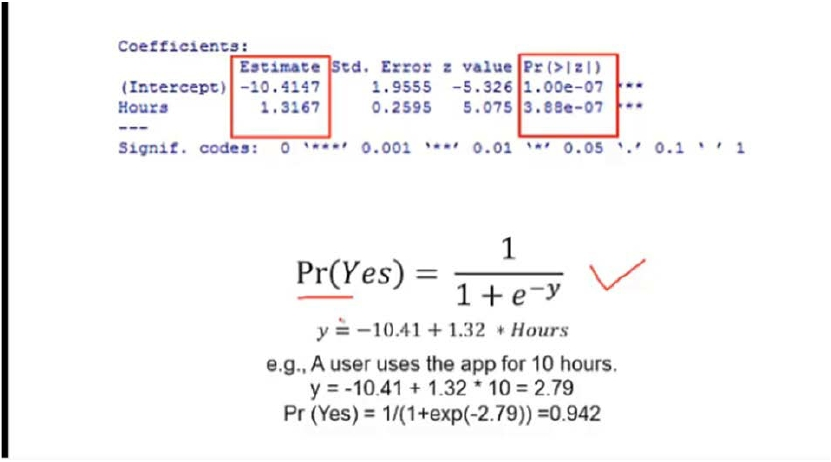 Coefficients:
Estimate Std. Error z value Pr(>|z|)
(Intercept) -10.4147 1.9555 -5.326 1.00e-07 ***
Hours 1.3167 0.2595 5.075 3.88e-07 ***
---
Signif. codes: 0 '***' 0.001 '**' 0.01 '*' 0.05 '.' 0.1 ' ' 1
Pr(Yes) = 1 / (1 + e^{-y})
y = −10.41 + 1.32 * Hours
e.g., A user uses the app for 10 hours.
y = -10.41 + 1.32 * 10 = 2.79
Pr (Yes) = 1/(1+exp(-2.79)) =0.942